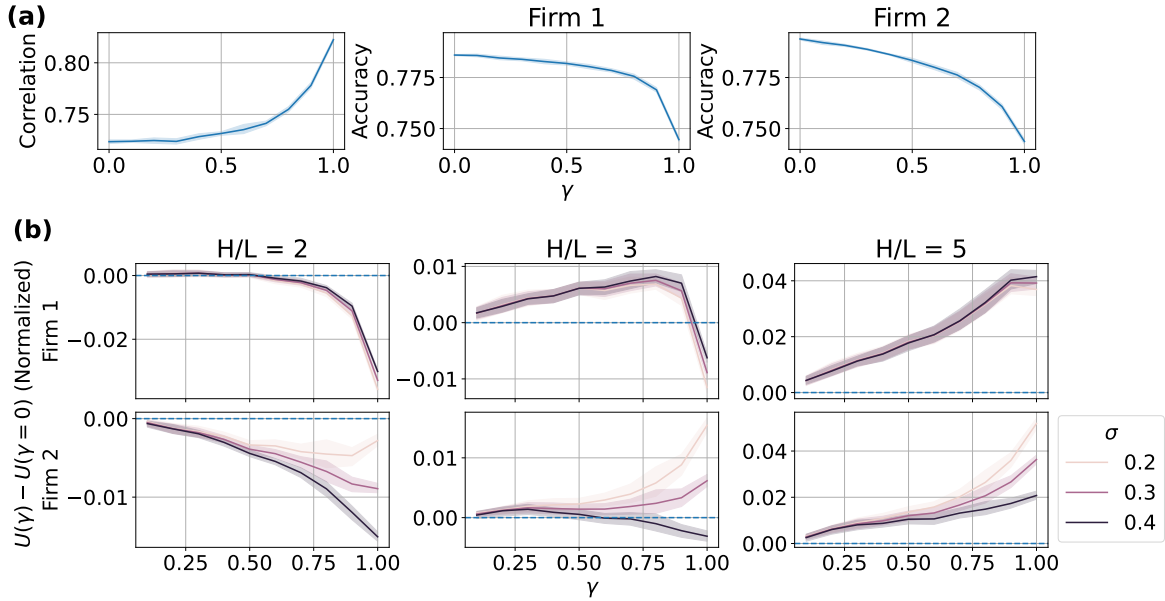 (a)
Firm 1
Firm 2
Correlation
0.80
0.75
0.0
0.5
1.0
Accuracy
0.775
0.750
0.0
0.5
1.0
γ
Accuracy
0.775
0.750
0.0
0.5
1.0
(b)
U(γ) − U(γ = 0) (Normalized)
Firm 1
Firm 2
H/L = 2
H/L = 3
H/L = 5
0.00
−0.02
0.01
0.00
−0.01
0.04
0.02
0.00
0.00
−0.01
0.25
0.50
0.75
1.00
0.01
0.00
0.25
0.50
0.75
1.00
γ
0.04
0.02
0.00
0.25
0.50
0.75
1.00
σ
0.2
0.3
0.4